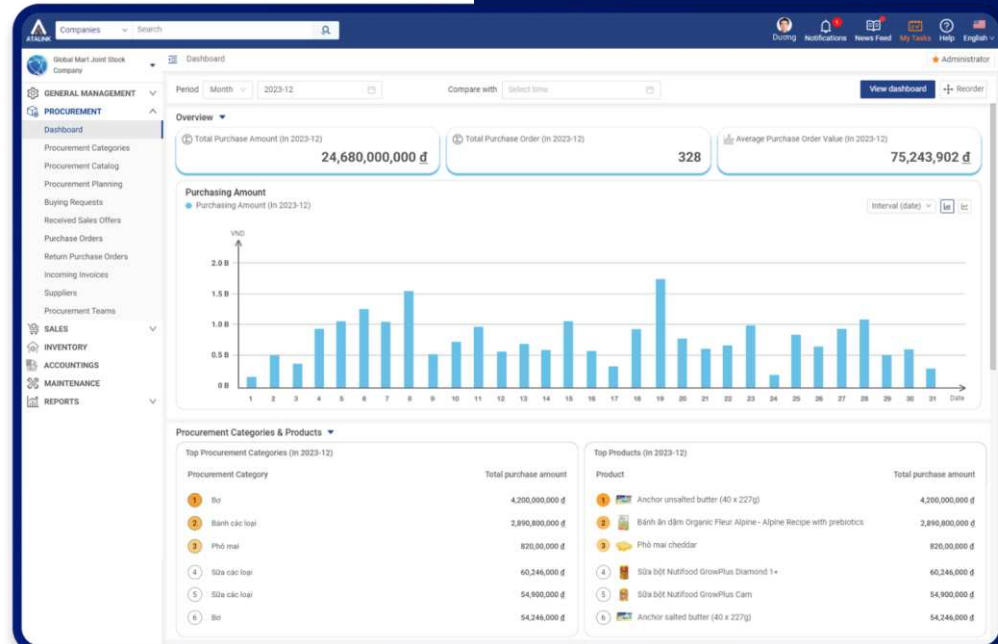 ATALINK
Companies
Search
Dương
1
Notifications
News Feed
My Tasks
Help
English
Global Mart Joint Stock
Company
Dashboard
Administrator
GENERAL MANAGEMENT
PROCUREMENT
Dashboard
Procurement Categories
Procurement Catalog
Procurement Planning
Buying Requests
Received Sales Offers
Purchase Orders
Return Purchase Orders
Incoming Invoices
Suppliers
Procurement Teams
SALES
INVENTORY
ACCOUNTINGS
MAINTENANCE
REPORTS
Period Month 2023-12 Compare with Select time View dashboard Reorder
Overview
Total Purchase Amount (In 2023-12)
24,680,000,000 đ
Total Purchase Order (In 2023-12)
328
Average Purchase Order Value (In 2023-12)
75,243,902 đ
Purchasing Amount
Purchasing Amount (In 2023-12)
Interval (date)
VND
2.0 B
1.5 B
1.0 B
0.5 B
0 B
1 2 3 4 5 6 7 8 9 10 11 12 13 14 15 16 17 18 19 20 21 22 23 24 25 26 27 28 29 30 31 Date
Procurement Categories & Products
Top Procurement Categories (In 2023-12)
Procurement Category Total purchase amount
1 Bơ 4,200,000,000 đ
2 Bánh các loại 2,890,800,000 đ
3 Phô mai 820,00,000 đ
4 Sữa các loại 60,246,000 đ
5 Sữa các loại 54,900,000 đ
6 Bơ 54,246,000 đ
Top Products (In 2023-12)
Product Total purchase amount
1 Anchor unsalted butter (40 x 227g) 4,200,000,000 đ
2 Bánh ăn dặm Organic Fleur Alpine - Alpine Recipe with prebiotics 2,890,800,000 đ
3 Phô mai cheddar 820,00,000 đ
4 Sữa bột Nutifood GrowPlus Diamond 1+ 60,246,000 đ
5 Sữa bột Nutifood GrowPlus Cam 54,900,000 đ
6 Anchor salted butter (40 x 227g) 54,246,000 đ